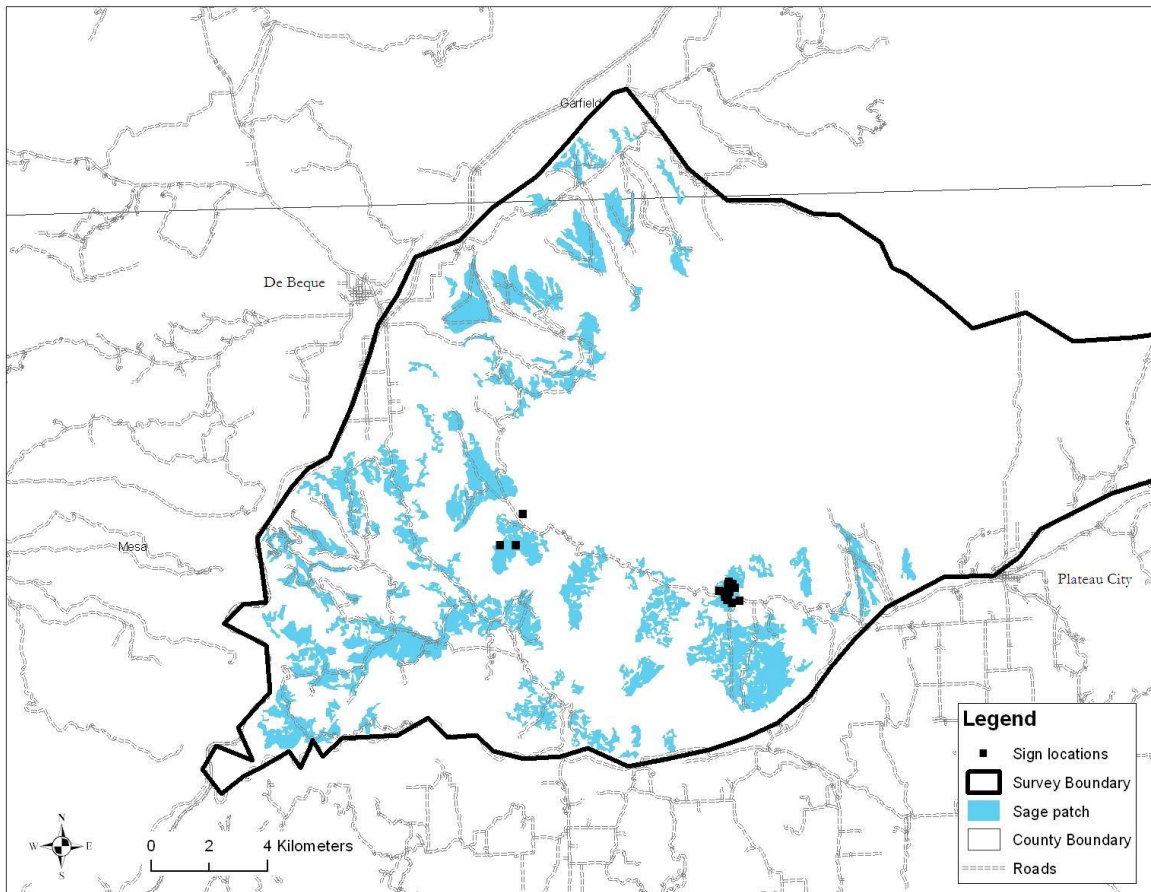 Garfield
De Beque
Mesa
Plateau City
Legend
Sign locations
Survey Boundary
Sage patch
County Boundary
Roads
N
W E
S
0 2 4 Kilometers